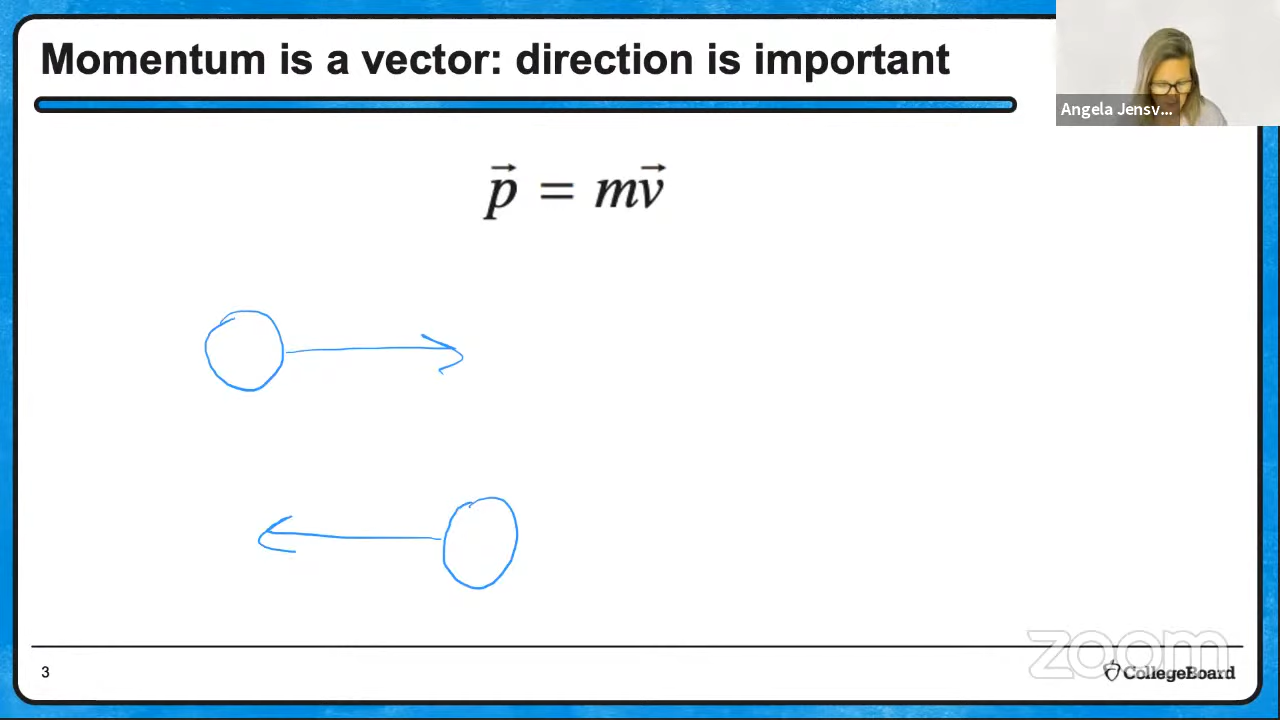 Momentum is a vector: direction is important
Angela Jensv...
p⃗ = mv⃗
zoom
3
CollegeBoard